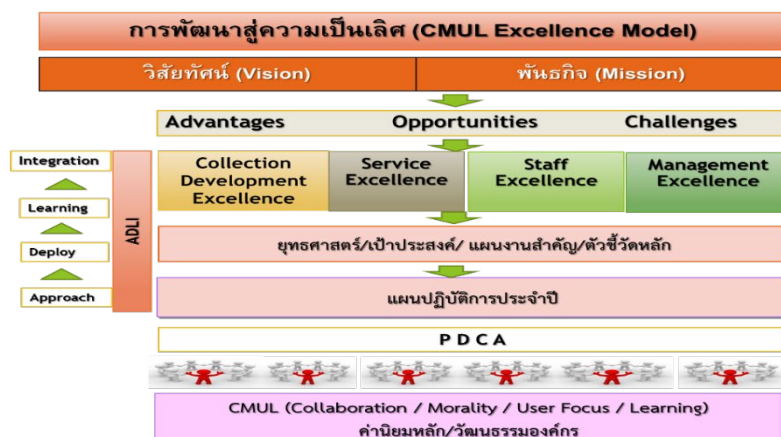 การพัฒนาสู่ความเป็นเลิศ (CMUL Excellence Model)
วิสัยทัศน์ (Vision)
พันธกิจ (Mission)
Advantages Opportunities Challenges
Integration
Learning
Deploy
Approach
ADLI
Collection
Development
Excellence
Service
Excellence
Staff
Excellence
Management
Excellence
ยุทธศาสตร์/เป้าประสงค์/ แผนงานสำคัญ/ตัวชี้วัดหลัก
แผนปฏิบัติการประจำปี
P D C A
CMUL (Collaboration / Morality / User Focus / Learning)
ค่านิยมหลัก/วัฒนธรรมองค์กร